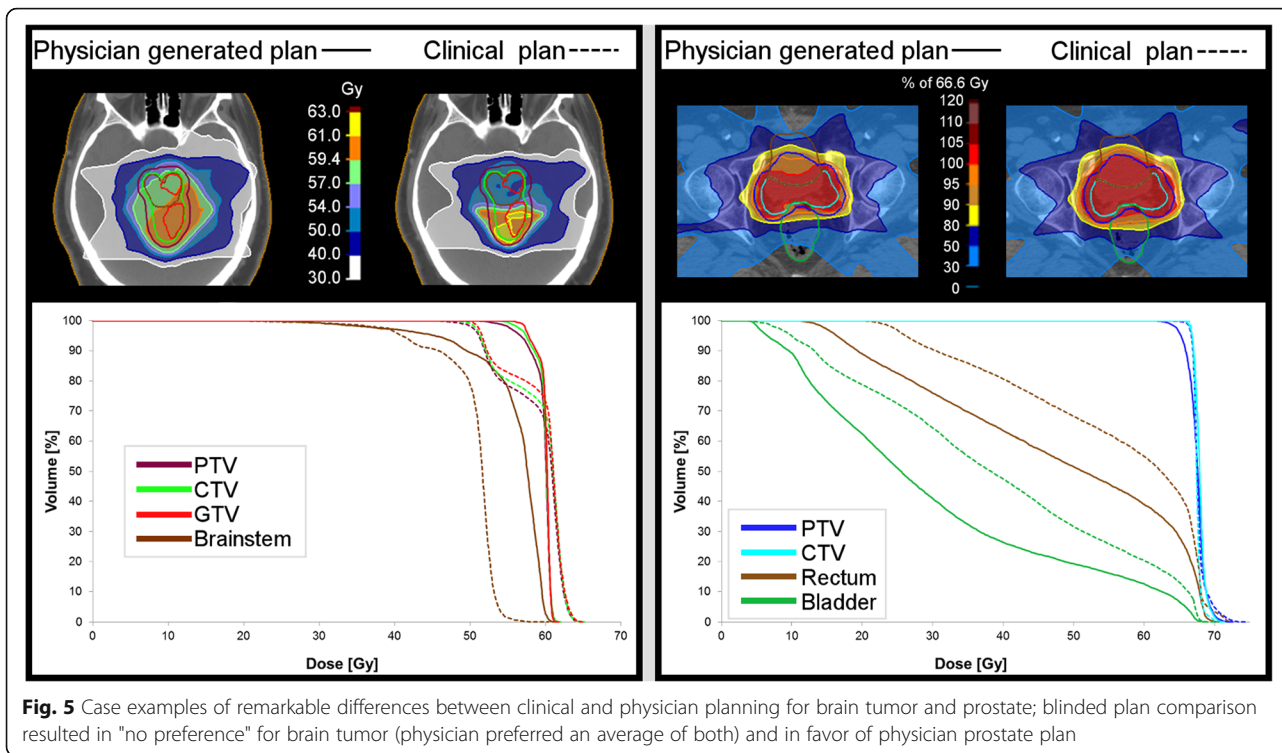 Physician generated plan
Clinical plan
Gy
63.0
61.0
59.4
57.0
54.0
50.0
40.0
30.0
100
90
80
70
60
50
40
30
20
10
0
Volume [%]
PTV
CTV
GTV
Brainstem
0 10 20 30 40 50 60 70
Dose [Gy]
Physician generated plan
Clinical plan
% of 66.6 Gy
120
110
105
100
95
90
80
50
30
0
100
90
80
70
60
50
40
30
20
10
0
Volume [%]
PTV
CTV
Rectum
Bladder
0 10 20 30 40 50 60 70
Dose [Gy]
Fig. 5 Case examples of remarkable differences between clinical and physician planning for brain tumor and prostate; blinded plan comparison
resulted in "no preference" for brain tumor (physician preferred an average of both) and in favor of physician prostate plan